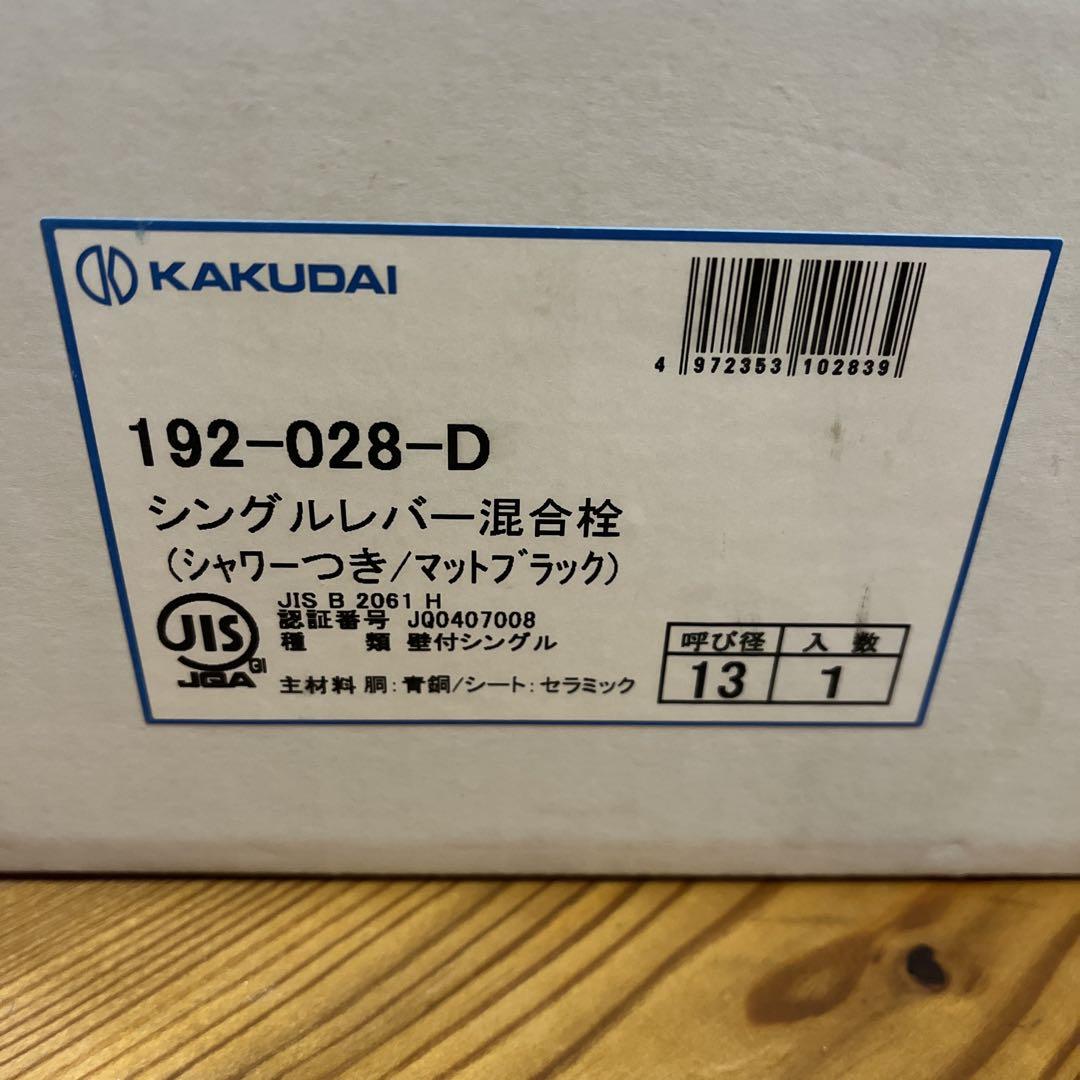 KAKUDAI
4 972353 102839
192-028-D
シングルレバー混合栓
(シャワーつき/マットブラック)
JIS B 2061 H
認証番号 JQ0407008
種 類 壁付シングル
JIS
JQA
QI
主材料 胴:青銅/シート:セラミック
呼び径 入 数
13 1